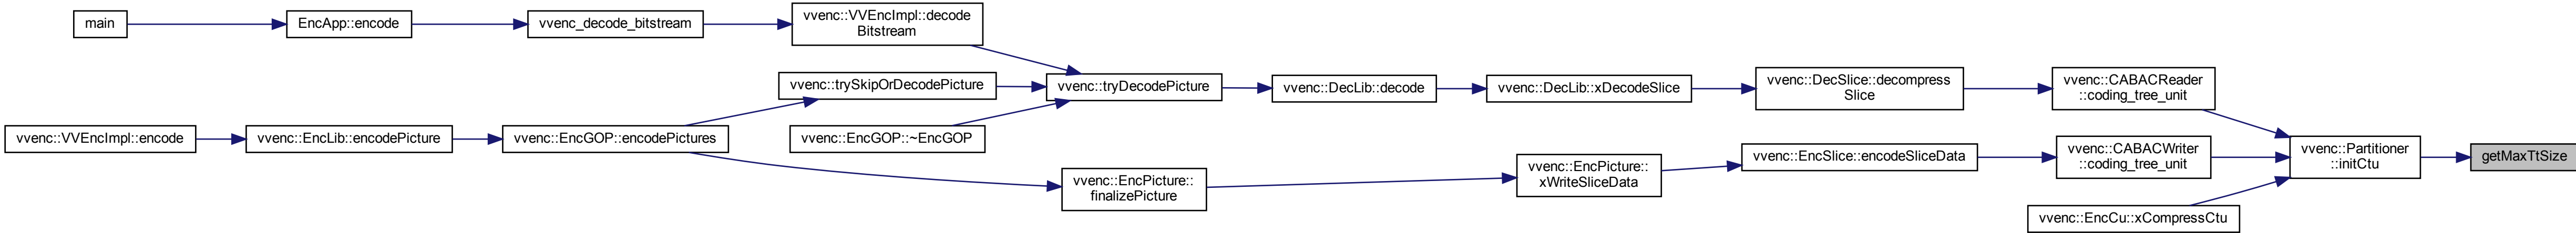 main
EncApp::encode
vvenc_decode_bitstream
vvenc::VVEncImpl::decode
Bitstream
vvenc::trySkipOrDecodePicture
vvenc::tryDecodePicture
vvenc::DecLib::decode
vvenc::DecLib::xDecodeSlice
vvenc::DecSlice::decompress
Slice
vvenc::CABACReader
::coding_tree_unit
vvenc::VVEncImpl::encode
vvenc::EncLib::encodePicture
vvenc::EncGOP::encodePictures
vvenc::EncGOP::~EncGOP
vvenc::EncPicture::
finalizePicture
vvenc::EncPicture::
xWriteSliceData
vvenc::EncSlice::encodeSliceData
vvenc::CABACWriter
::coding_tree_unit
vvenc::Partitioner
::initCtu
getMaxTtSize
vvenc::EncCu::xCompressCtu